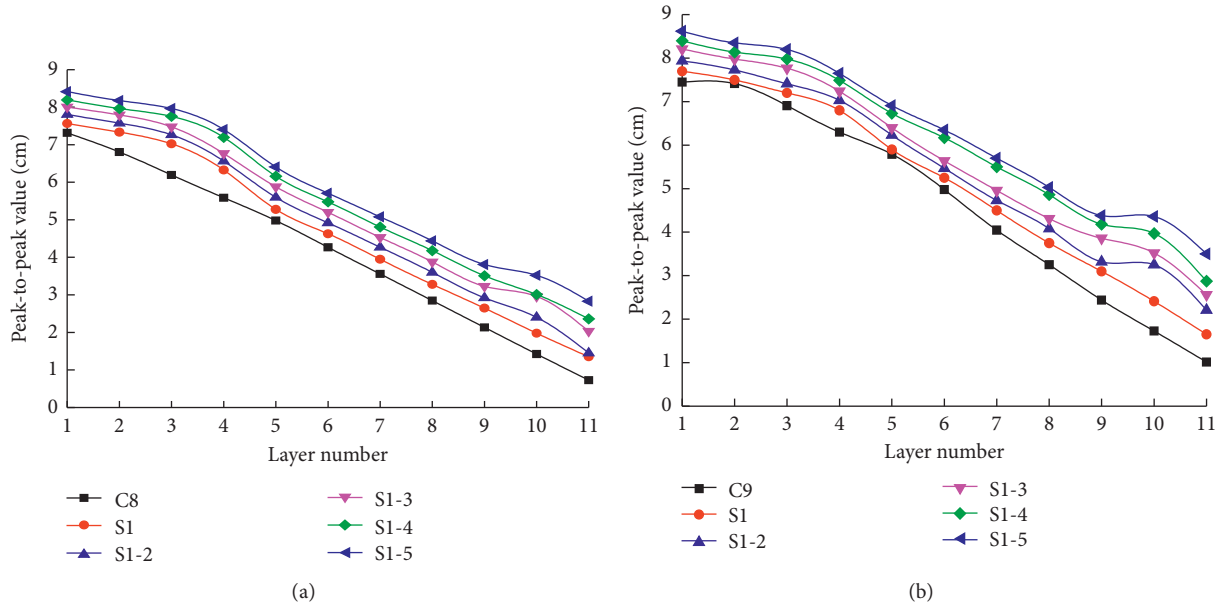 9
8
7
6
5
4
3
2
1
0
Peak-to-peak value (cm)
1 2 3 4 5 6 7 8 9 10 11
Layer number
C8
S1
S1-2
S1-3
S1-4
S1-5
(a)
9
8
7
6
5
4
3
2
1
0
Peak-to-peak value (cm)
1 2 3 4 5 6 7 8 9 10 11
Layer number
C9
S1
S1-2
S1-3
S1-4
S1-5
(b)